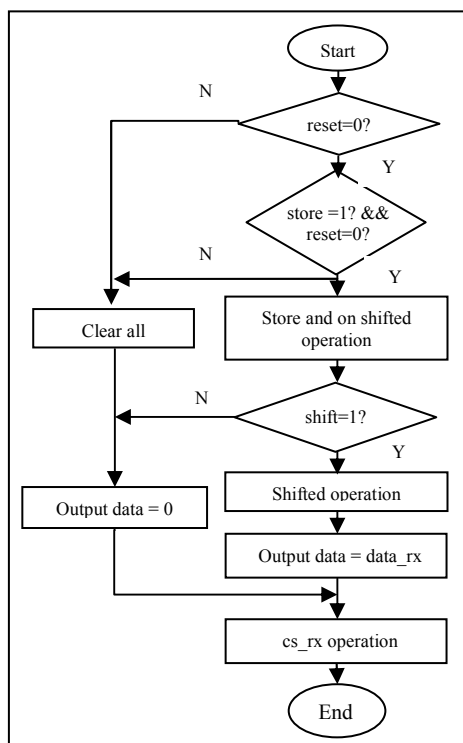 Start
N
reset=0?
Y
store =1? &&
reset=0?
N
Y
Clear all
Store and on shifted
operation
N
shift=1?
Y
Shifted operation
Output data = 0
Output data = data_rx
cs_rx operation
End